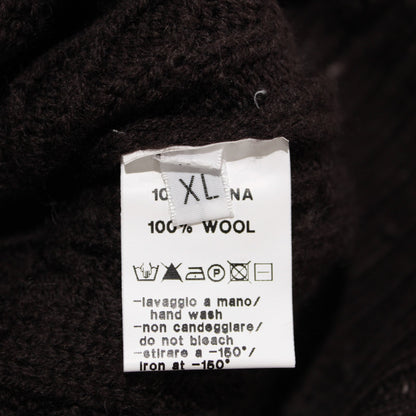 XL
100% WOOL
-lavaggio a mano/
hand wash
-non candeggiare/
do not bleach
-stirare a -150°/
iron at -150°